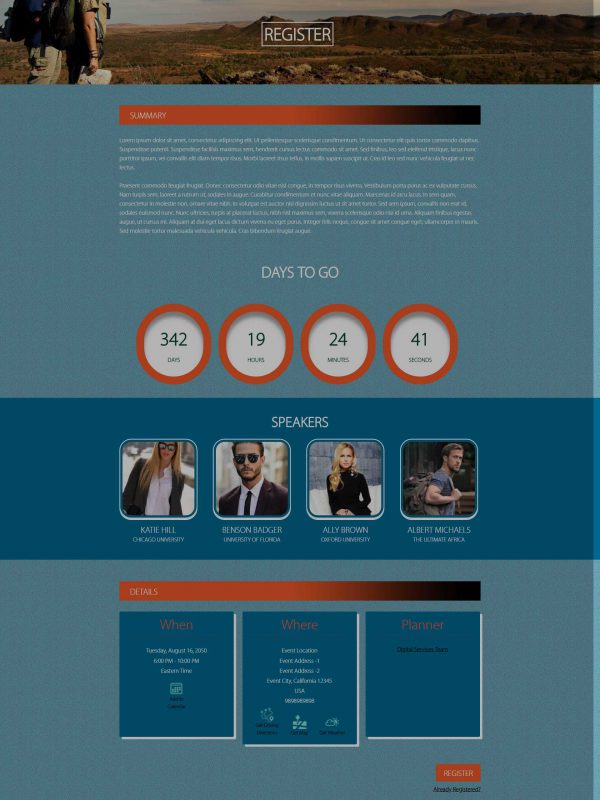 REGISTER
SUMMARY
Lorem ipsum dolor sit amet, consectetur adipiscing elit. Ut pellentesque scelerisque condimentum. Ut consectetur elit quis tortor commodo dapibus.
Suspendisse potenti. Suspendisse facilisis maximus sem, hendrerit cursus lectus commodo sit amet. Sed finibus, leo sed eleifend tristique, lacus nunc
porttitor ipsum, vel convallis elit diam tempor risus. Morbi laoreet risus tellus, in mollis sapien suscipit ut. Cras id leo sed nunc vehicula feugiat ut nec
lectus.
Praesent commodo feugiat feugiat. Donec consectetur odio vitae nisl congue, in tempor risus viverra. Vestibulum porta purus ac ex vulputate convallis.
Nam turpis sem, laoreet a rutrum sit, sodales in augue. Curabitur condimentum et nunc vitae aliquam. Maecenas id arcu lacus. In sem quam,
consectetur in molestie non, ornare vitae nibh. In volutpat est auctor nisl dignissim luctus ut sit amet tortor. Sed sem ipsum, convallis non erat id,
sodales euismod nunc. Nunc ultricies, turpis at placerat luctus, nibh nisl maximus sem, viverra scelerisque odio nisi id urna. Aliquam finibus egestas
augue, ut cursus mi. Aliquam at dui eget lacus dictum viverra eu eget purus. Integer felis neque, congue sit amet congue eget, ullamcorper in mauris.
Sed molestie tortor malesuada vehicula vehicula. Cras bibendum feugiat augue.
DAYS TO GO
342 19 24 41
DAYS HOURS MINUTES SECONDS
SPEAKERS
KATIE HILL BENSON BADGER ALLY BROWN ALBERT MICHAELS
CHICAGO UNIVERSITY UNIVERSITY OF FLORIDA OXFORD UNIVERSITY THE ULTIMATE AFRICA
DETAILS
When
Tuesday, August 16, 2050
6:00 PM - 10:00 PM
Eastern Time
Add to
Calendar
Where
Event Location
Event Address -1
Event Address -2
Event City, California 12345
USA
9898989898
Get Driving
Directions
Get Map
Get Weather
Planner
Digital Services Team
REGISTER
Already Registered?